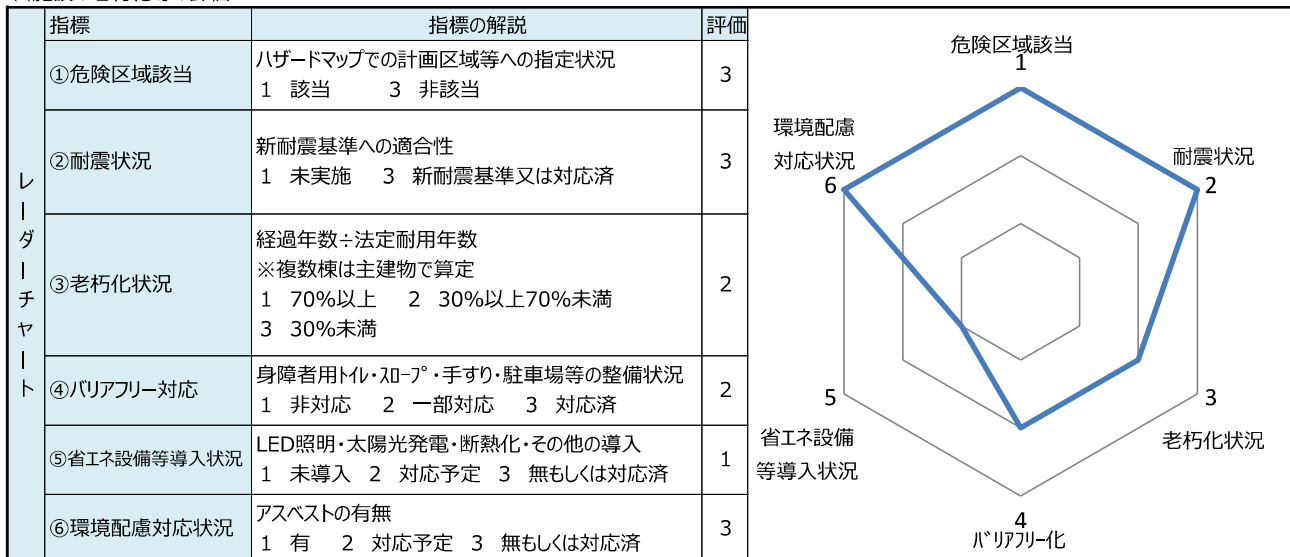 指標 指標の解説 評価
レーダーチャート
①危険区域該当 ハザードマップでの計画区域等への指定状況 3
1 該当 3 非該当
②耐震状況 新耐震基準への適合性 3
1 未実施 3 新耐震基準又は対応済
③老朽化状況 経過年数÷法定耐用年数 2
※複数棟は主建物で算定
1 70%以上 2 30%以上70%未満
3 30%未満
④バリアフリー対応 身障者用トイレ・スロープ・手すり・駐車場等の整備状況 2
1 非対応 2 一部対応 3 対応済
⑤省エネ設備等導入状況 LED照明・太陽光発電・断熱化・その他の導入 1
1 未導入 2 対応予定 3 無もしくは対応済
⑥環境配慮対応状況 アスベストの有無 3
1 有 2 対応予定 3 無もしくは対応済
危険区域該当
1
耐震状況
2
3
老朽化状況
4
バリアフリー化
5
省エネ設備
等導入状況
環境配慮
対応状況
6